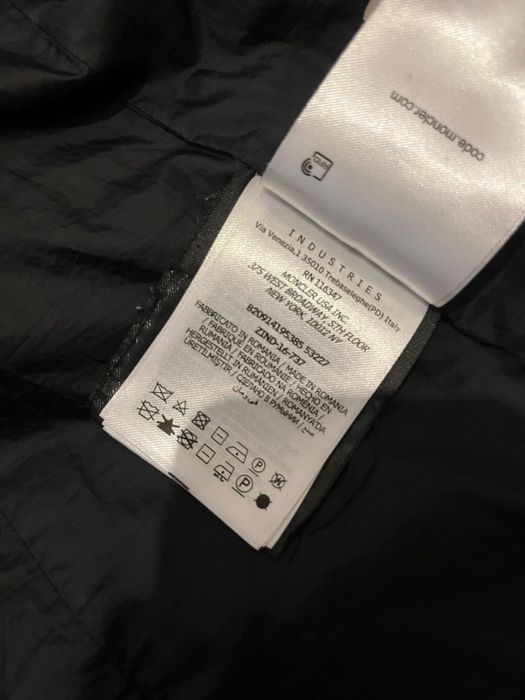 code.moncler.com
INDUSTRIES
Via Venezia,1 35010 Trebaseleghe(PD) Italy
RN 116347
MONCLER USA INC.
375 WEST BROADWAY, 5TH FLOOR
NEW YORK, 10012 NY
B20914195385 53227
ZIND-16-737
FABBRICATO IN ROMANIA / MADE IN ROMANIA
/ FABRIQUÉ EN ROUMANIE / HECHO EN
RUMANIA / FABRICADO NA ROMÉNIA /
HERGESTELLT IN RUMÄNIEN / ROMANYA'DA
ÜRETILMIŞTIR / СДЕЛАНО В РУМЫНИИ /
P
W
P